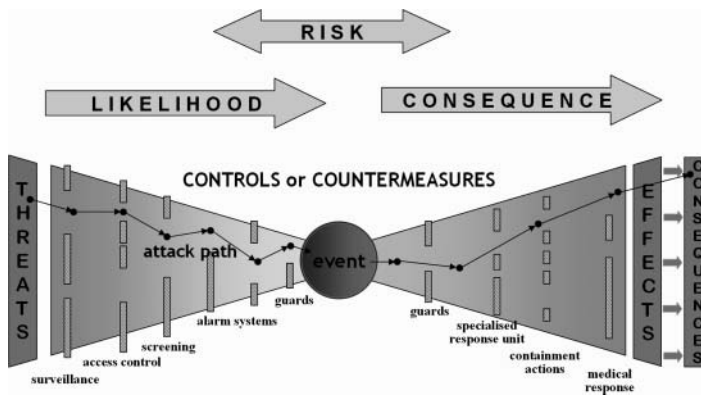 RISK
LIKELIHOOD
CONSEQUENCE
CONTROLS or COUNTERMEASURES
THREATS
attack path
event
EFFECTS
CONSEQUENCES
guards
alarm systems
screening
access control
surveillance
guards
specialised
response unit
containment
actions
medical
response